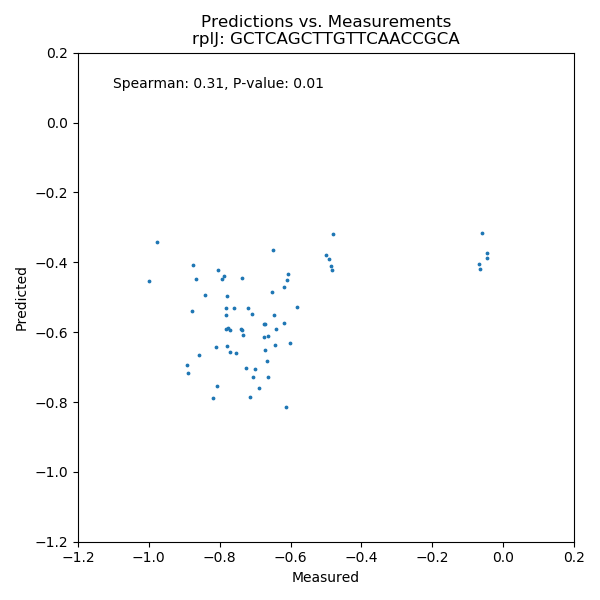 Predictions vs. Measurements
rplJ: GCTCAGCTTGTTCAACCGCA
Spearman: 0.31, P-value: 0.01
0.2
0.0
−0.2
−0.4
−0.6
−0.8
−1.0
−1.2
Predicted
−1.2 −1.0 −0.8 −0.6 −0.4 −0.2 0.0 0.2
Measured